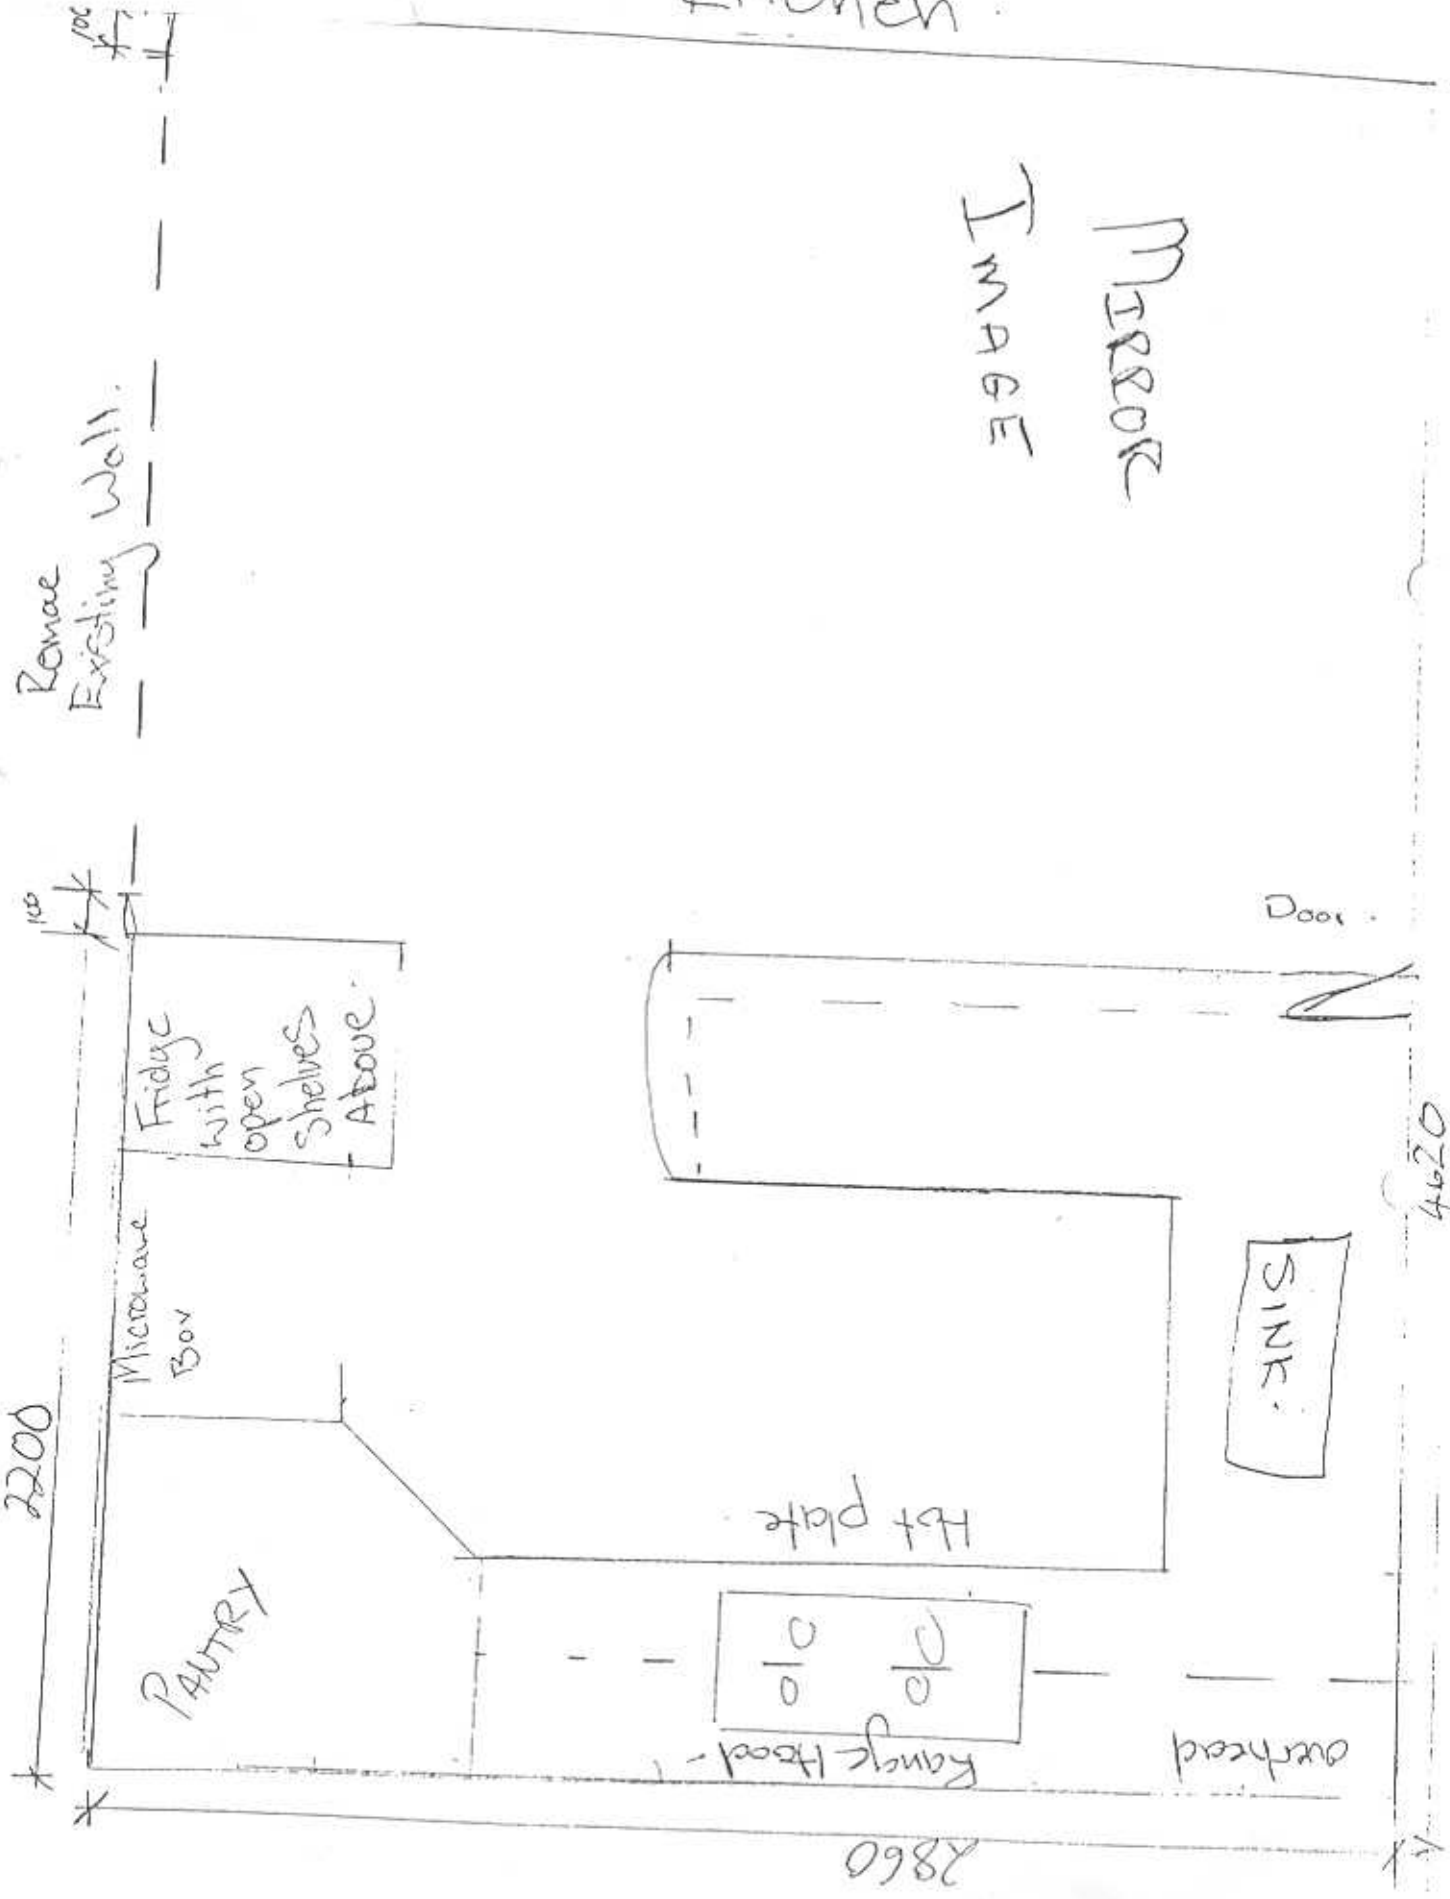 Kitchen.
100
Remove
Existing Wall.
100
2200
Fridge
with
open
Shelves
Above.
Microwave
Box
PANTRY
MIRROR
IMAGE
Door.
SINK.
Hot plate
Range Hood-
overhead
4620
2860